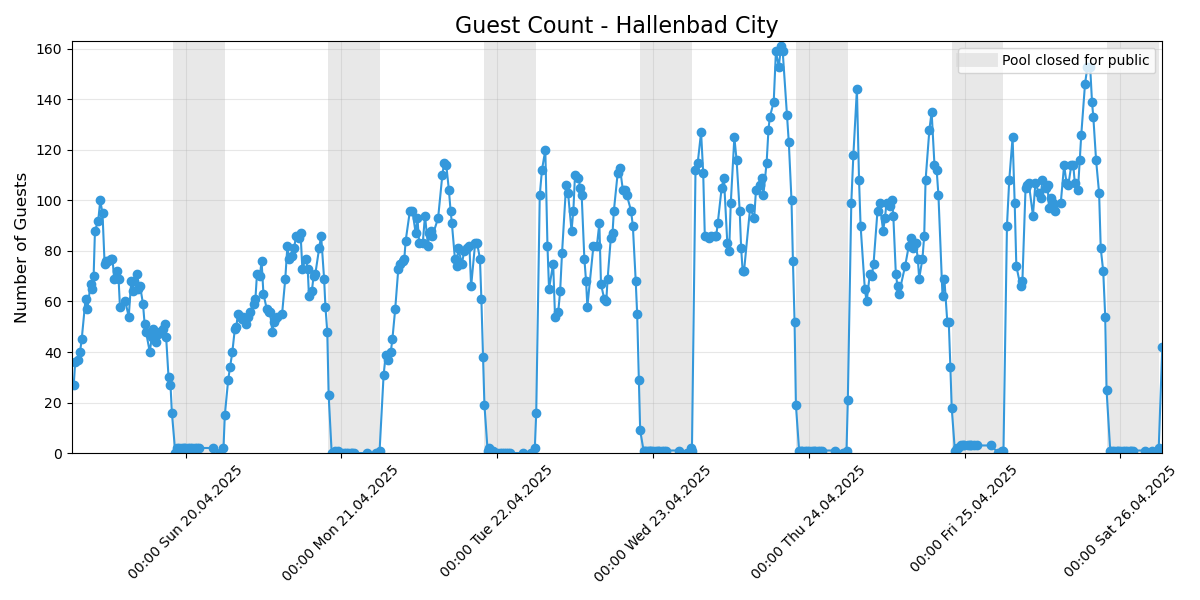 Guest Count - Hallenbad City
Pool closed for public
Number of Guests
160
140
120
100
80
60
40
20
0
00:00 Sun 20.04.2025
00:00 Mon 21.04.2025
00:00 Tue 22.04.2025
00:00 Wed 23.04.2025
00:00 Thu 24.04.2025
00:00 Fri 25.04.2025
00:00 Sat 26.04.2025